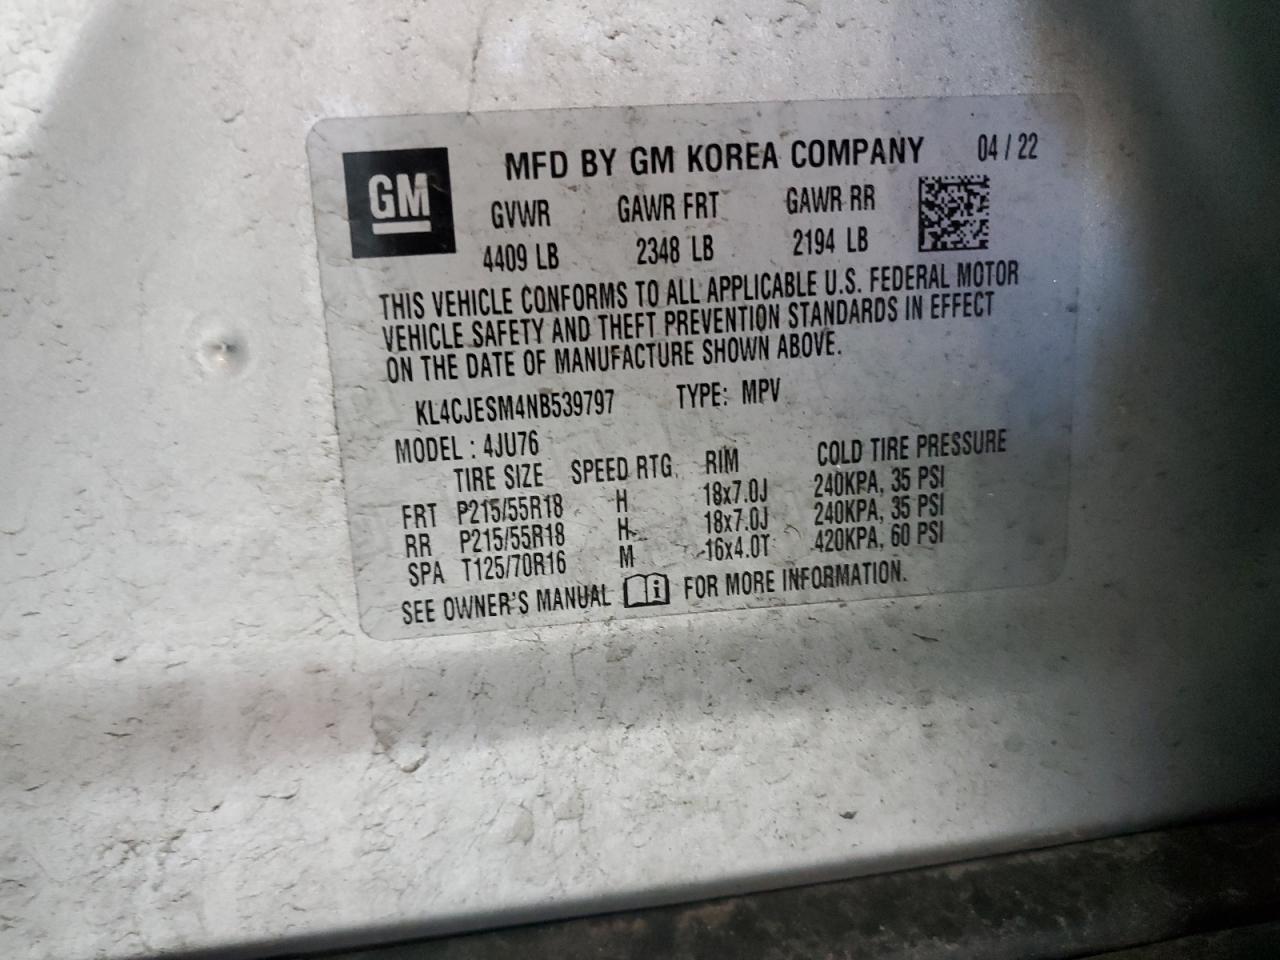 GM
MFD BY GM KOREA COMPANY 04 / 22
GVWR GAWR FRT GAWR RR
4409 LB 2348 LB 2194 LB
THIS VEHICLE CONFORMS TO ALL APPLICABLE U.S. FEDERAL MOTOR
VEHICLE SAFETY AND THEFT PREVENTION STANDARDS IN EFFECT
ON THE DATE OF MANUFACTURE SHOWN ABOVE.
KL4CJESM4NB539797 TYPE: MPV
MODEL : 4JU76
TIRE SIZE SPEED RTG RIM COLD TIRE PRESSURE
FRT P215/55R18 H 18x7.0J 240KPA, 35 PSI
RR P215/55R18 H 18x7.0J 240KPA, 35 PSI
SPA T125/70R16 M 16x4.0T 420KPA, 60 PSI
SEE OWNER'S MANUAL i FOR MORE INFORMATION.